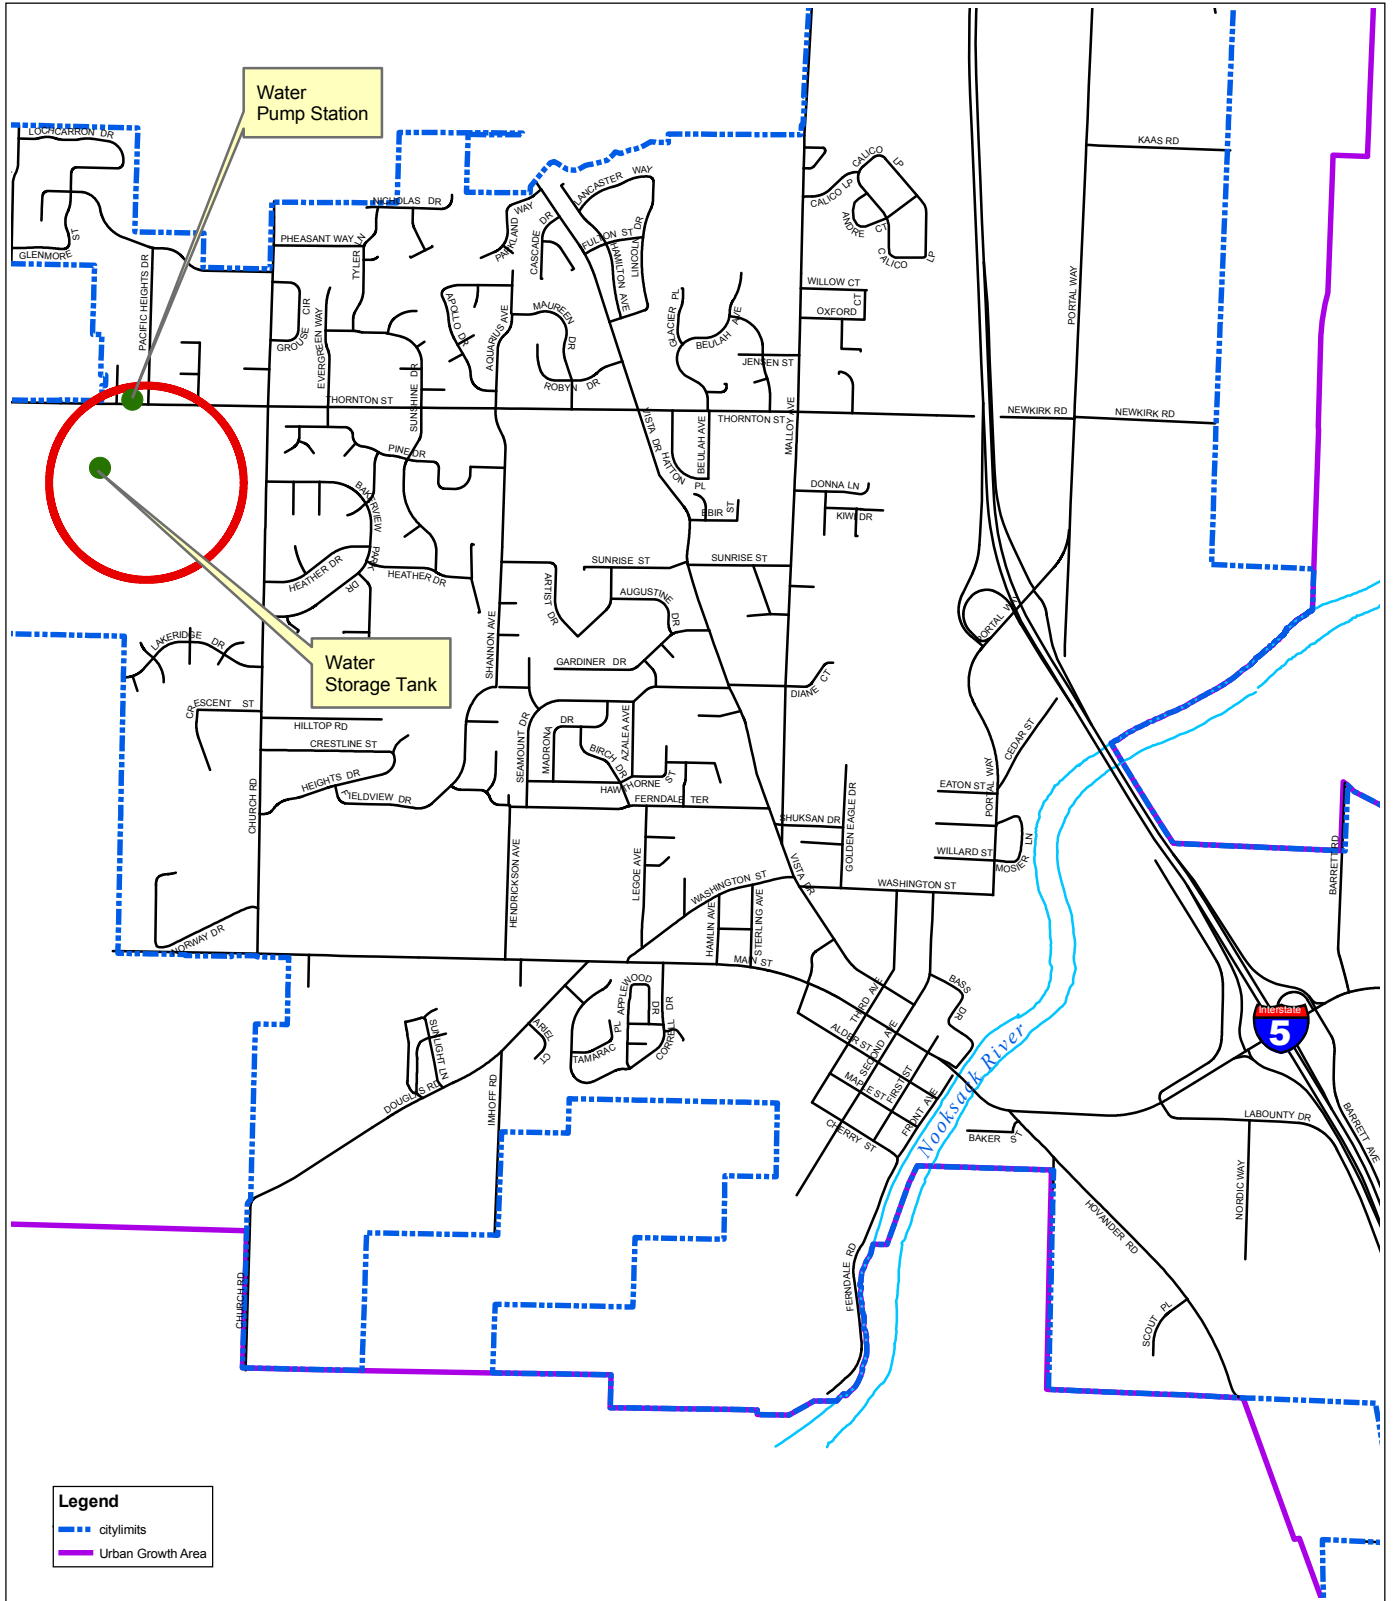 Water
Pump Station
LOCHCARRON DR
KAAS RD
CALICO LP
CALICO LP
ANDRE CT
CALICO LP
LANCASTER WAY
NICHOLAS DR
PARKLAND WAY
CASCADE DR
FULTON ST
HAMILTON AVE
LINCOLN DR
PHEASANT WAY
TYLER LN
GLENMORE ST
PACIFIC HEIGHTS DR
PORTAL WAY
WILLOW CT
OXFORD CT
GROUSE CIR
EVERGREEN WAY
APOLLO DR
AQUARIUS AVE
MAUREEN DR
GLACIER PL
BEULAH AVE
JENSEN ST
ROBYN DR
SUNSHINE DR
THORNTON ST
VISTA DR
THORNTON ST
MALLOY AVE
NEWKIRK RD
NEWKIRK RD
BEULAH AVE
HATTON PL
PINE DR
DONNA LN
KIWI DR
EBIR ST
BAKERVIEW PARK DR
HEATHER DR
HEATHER DR
SUNRISE ST
SUNRISE ST
ARTIST DR
AUGUSTINE DR
PORTAL WAY
SHANNON AVE
LAKERIDGE DR
Water
Storage Tank
GARDINER DR
DIANE CT
CRESCENT ST
HILLTOP RD
CRESTLINE ST
SEAMOUNT DR
MADRONA DR
AZALEA AVE
BIRCH DR
CEDAR ST
HEIGHTS DR
FIELDVIEW DR
HAWTHORNE ST
FERNDALE TER
EATON ST
PORTAL WAY
CHURCH RD
SHUKSAN DR
GOLDEN EAGLE DR
WILLARD ST
MOSIER LN
BARRETT RD
HENDRICKSON AVE
LEGOE AVE
WASHINGTON ST
VISTA DR
WASHINGTON ST
HAMLIN AVE
STERLING AVE
NORWAY DR
MAIN ST
BASS DR
THIRD AVE
APPLEWOOD DR
CORRELL DR
TAMARAC PL
ARIEL CT
SUNLIGHT LN
ALDER ST
SECOND AVE
FIRST ST
MAPLE ST
FRONT AVE
CHERRY ST
Nooksack River
Interstate
5
DOUGLAS RD
IMHOFF RD
BAKER ST
LABOUNTY DR
BARRETT AVE
NORDIC WAY
HOVANDER RD
FERNDALE RD
CHURCH RD
SCOUT PL
Legend
citylimits
Urban Growth Area